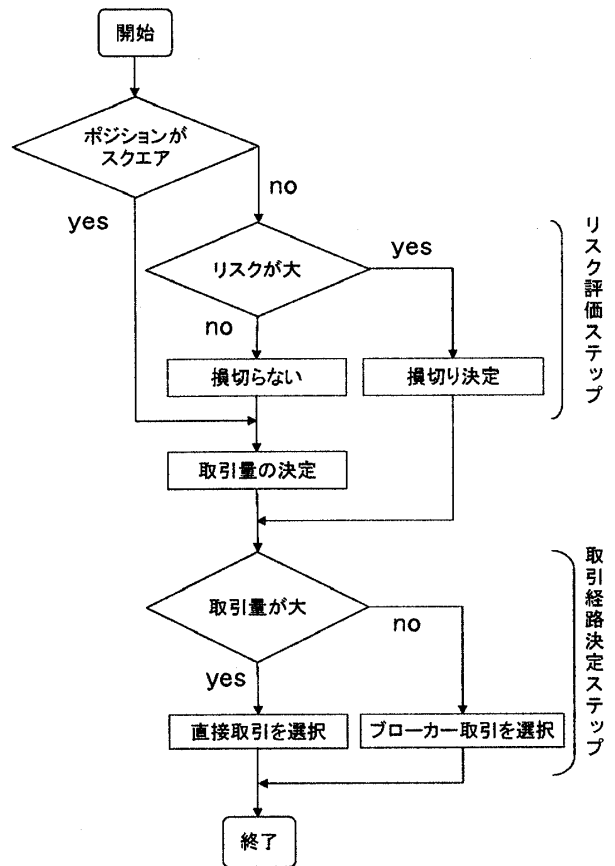 開始
ポジションが
スクエア
no
yes
リスクが大
yes
no
損切らない
損切り決定
リスク評価ステップ
取引量の決定
取引量が大
no
yes
直接取引を選択
ブローカー取引を選択
取引経路決定ステップ
終了